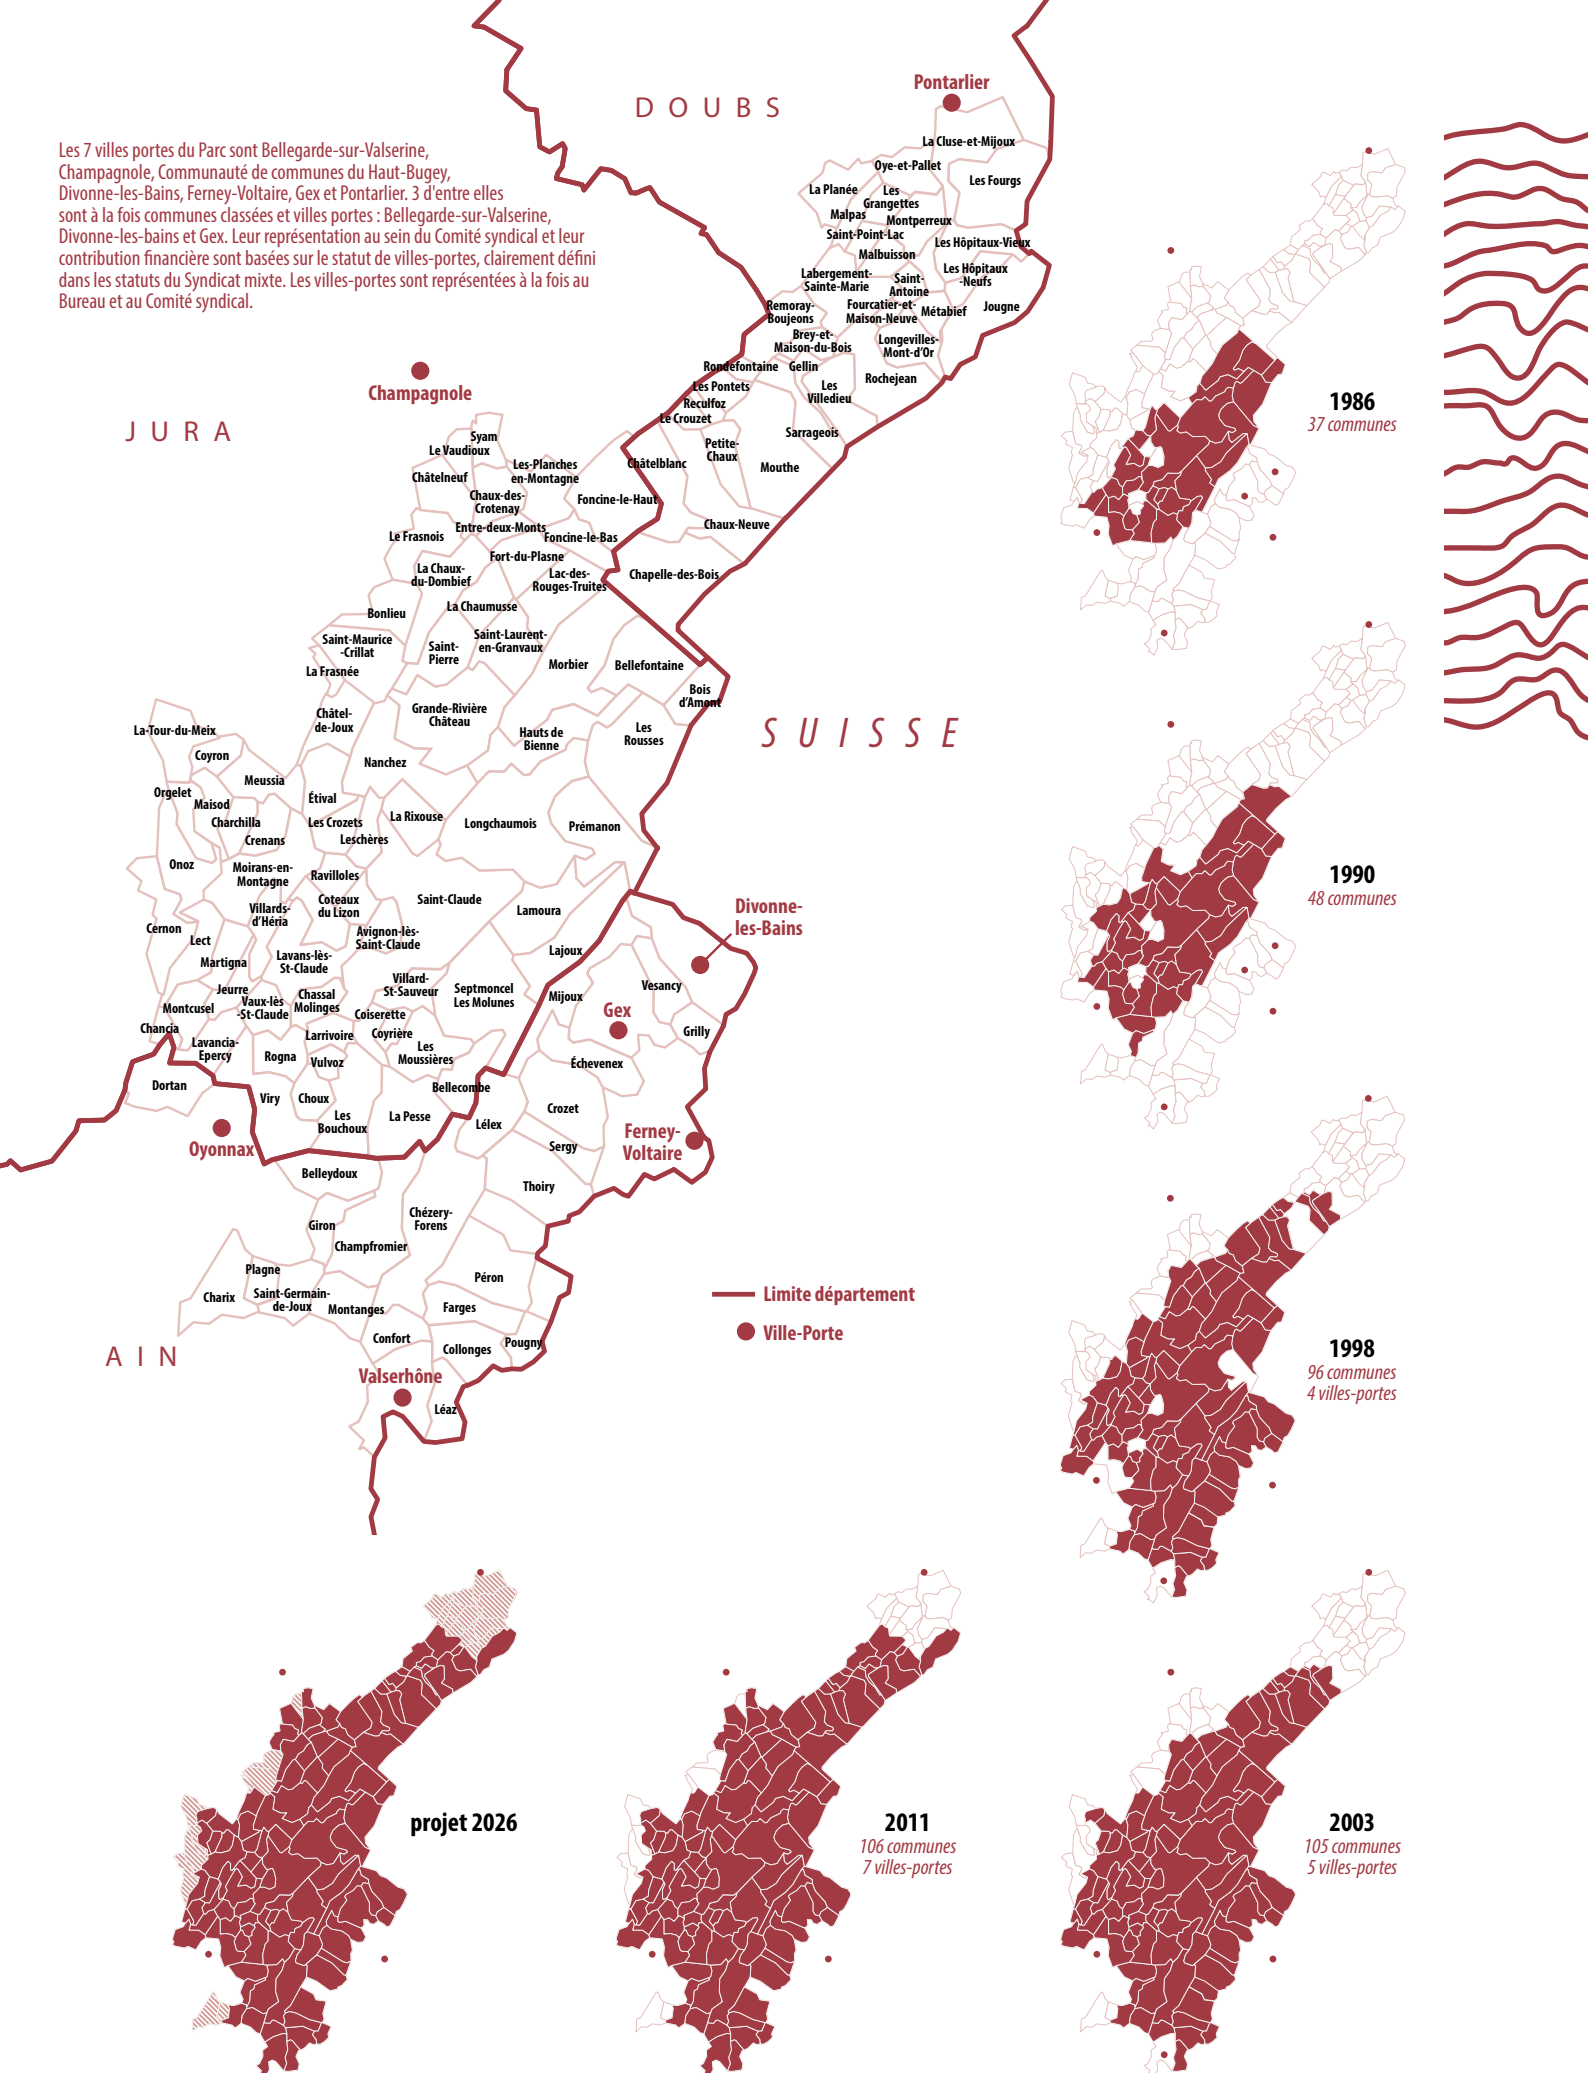 Pontarlier
DOUBS
La Cluse-et-Mijoux
Les 7 villes portes du Parc sont Bellegarde-sur-Valserine,
Champagnole, Communauté de communes du Haut-Bugey,
Divonne-les-Bains, Ferney-Voltaire, Gex et Pontarlier. 3 d'entre elles
sont à la fois communes classées et villes portes : Bellegarde-sur-Valserine,
Divonne-les-bains et Gex. Leur représentation au sein du Comité syndical et leur
contribution financière sont basées sur le statut de villes-portes, clairement défini
dans les statuts du Syndicat mixte. Les villes-portes sont représentées à la fois au
Bureau et au Comité syndical.
Oye-et-Pallet
Les Fourgs
La Planée
Les
Grangettes
Malpas
Montperreux
Saint-Point-Lac
Les Hôpitaux-Vieux
Malbuisson
Labergement-
Sainte-Marie
Saint-
Antoine
Les Hôpitaux
-Neufs
Remoray-
Boujeons
Fourcatier-et-
Maison-Neuve
Métabief
Jougne
Brey-et-
Maison-du-Bois
Longevilles-
Mont-d'Or
Rondefontaine
Gellin
Rochejean
Les Pontets
Les
Villedieu
Reculfoz
Le Crouzet
Sarrageois
Petite-
Chaux
Mouthe
Châtelblanc
Chaux-Neuve
Chapelle-des-Bois
Champagnole
JURA
Syam
Le Vaudioux
Les-Planches
en-Montagne
Châtelneuf
Chaux-des-
Crotenay
Foncine-le-Haut
Entre-deux-Monts
Le Frasnois
Foncine-le-Bas
Fort-du-Plasne
La Chaux-
du-Dombief
Lac-des-
Rouges-Truites
La Chaumusse
Bonlieu
Saint-Maurice
-Crillat
Saint-
Pierre
Saint-Laurent-
en-Granvaux
La Frasnée
Morbier
Bellefontaine
Bois
d'Amont
Châtel-
de-Joux
Grande-Rivière
Château
Hauts de
Bienne
Les
Rousses
SUISSE
La-Tour-du-Meix
Coyron
Nanchez
Meussia
Orgelet
Maisod
Étival
Charchilla
Les Crozets
La Rixouse
Longchaumois
Prémanon
Crenans
Leschères
Onoz
Moirans-en-
Montagne
Ravilloles
Villards-
d'Héria
Coteaux
du Lizon
Saint-Claude
Lamoura
Cernon
Lect
Avignon-lès-
Saint-Claude
Lajoux
Martigna
Lavans-lès-
St-Claude
Jeurre
Villard-
St-Sauveur
Septmoncel
Les Molunes
Montcusel
Vaux-lès
-St-Claude
Chassal
Molinges
Coiserette
Chancia
Larrivoire
Coyrière
Lavancia-
Epercy
Rogna
Vulvoz
Les
Moussières
Dortan
Viry
Choux
Bellecombe
Les
Bouchoux
La Pesse
Oyonnax
Divonne-
les-Bains
Mijoux
Vesancy
Gex
Grilly
Échevenex
Crozet
Lélex
Sergy
Ferney-
Voltaire
Thoiry
Belleydoux
Giron
Chézery-
Forens
Champfromier
Plagne
Charix
Saint-Germain-
de-Joux
Montanges
Péron
Farges
Confort
Collonges
Pougny
AIN
Valserhône
Léaz
Limite département
Ville-Porte
1986
37 communes
1990
48 communes
1998
96 communes
4 villes-portes
projet 2026
2011
106 communes
7 villes-portes
2003
105 communes
5 villes-portes